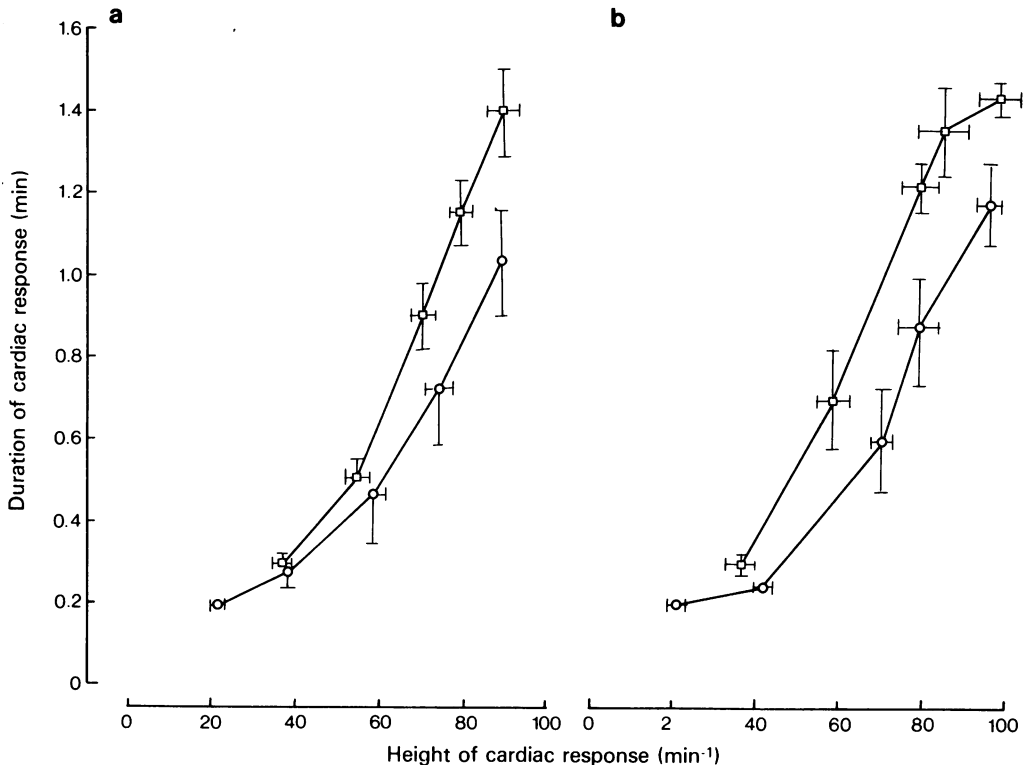 a
b
1.6
1.4
1.2
1.0
0.8
0.6
0.4
0.2
0
Duration of cardiac response (min)
0 20 40 60 80 100
0 2 40 60 80 100
Height of cardiac response (min-1)